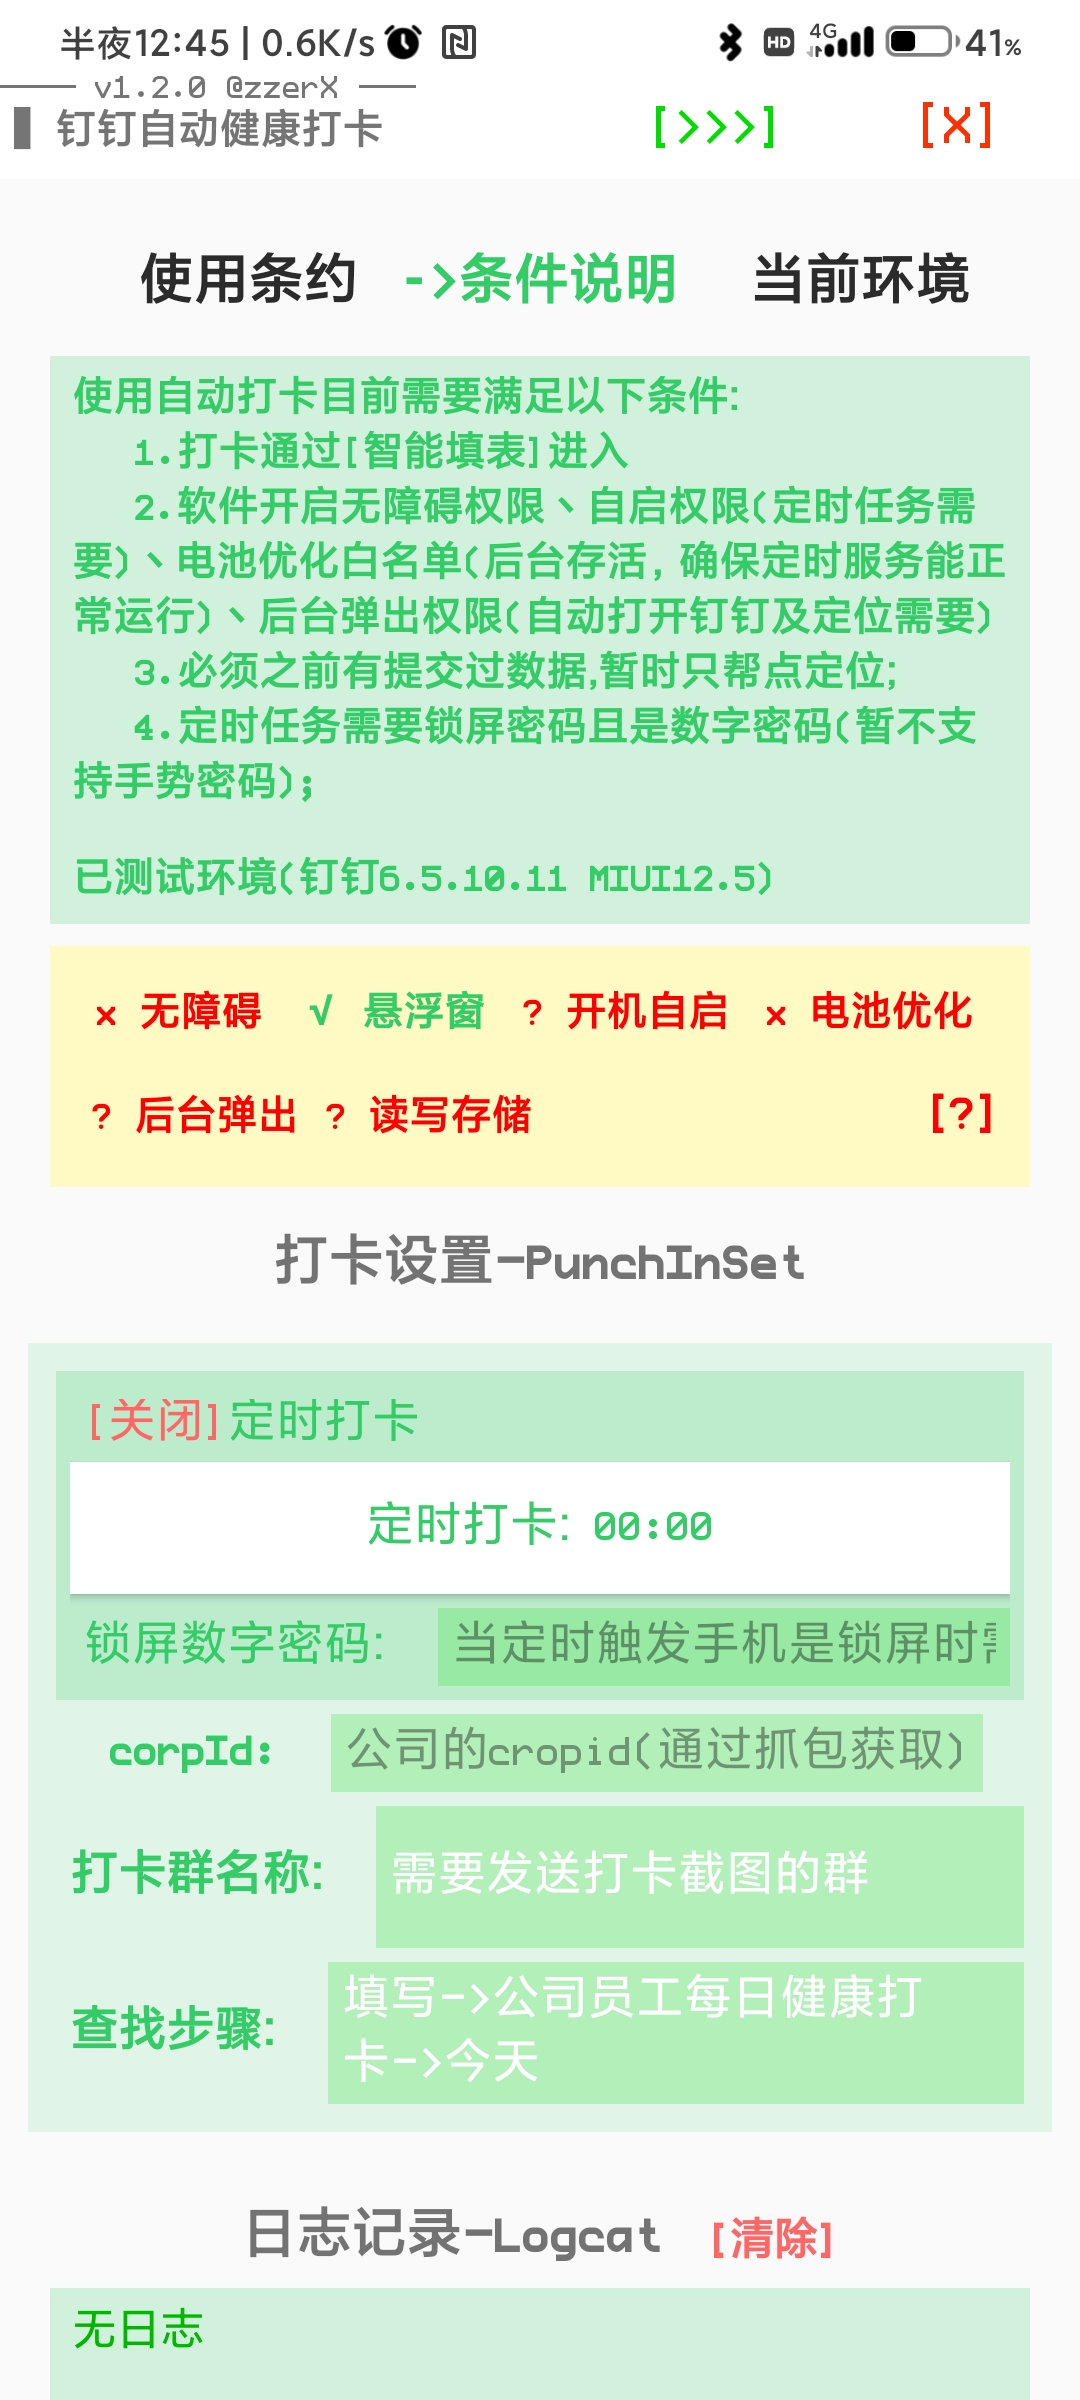 半夜12:45 | 0.6K/s HD 4G 41%
v1.2.0 @zzerX
钉钉自动健康打卡 [>>>] [X]
使用条约 ->条件说明 当前环境
使用自动打卡目前需要满足以下条件:
1.打卡通过[智能填表]进入
2.软件开启无障碍权限、自启权限(定时任务需
要)、电池优化白名单(后台存活, 确保定时服务能正
常运行)、后台弹出权限(自动打开钉钉及定位需要)
3.必须之前有提交过数据,暂时只帮点定位;
4.定时任务需要锁屏密码且是数字密码(暂不支
持手势密码);
已测试环境(钉钉6.5.10.11 MIUI12.5)
× 无障碍 √ 悬浮窗 ? 开机自启 × 电池优化
? 后台弹出 ? 读写存储 [?]
打卡设置-PunchInSet
[关闭]定时打卡
定时打卡: 00:00
锁屏数字密码: 当定时触发手机是锁屏时
corpId: 公司的cropid(通过抓包获取)
打卡群名称: 需要发送打卡截图的群
查找步骤: 填写->公司员工每日健康打
卡->今天
日志记录-Logcat [清除]
无日志